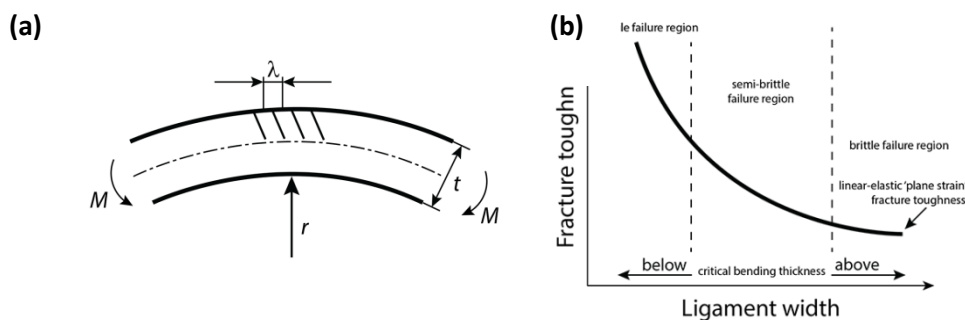 (a)
λ
M
t
M
r
(b)
le failure region
semi-brittle
failure region
brittle failure region
linear-elastic 'plane strain'
fracture toughness
Fracture toughn
below
critical bending thickness
above
Ligament width